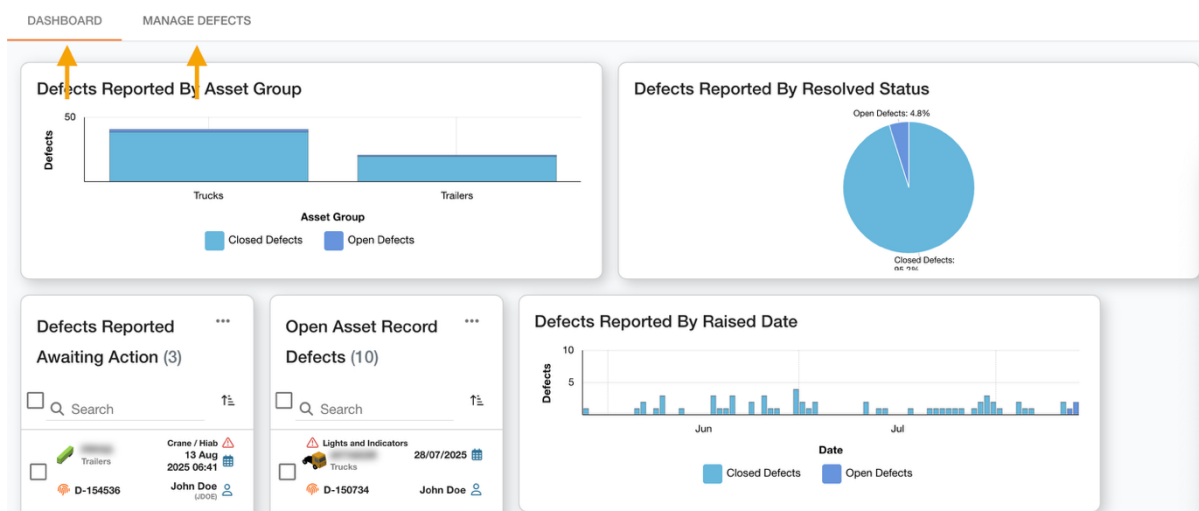 DASHBOARD MANAGE DEFECTS
Defects Reported By Asset Group
50
Defects
Trucks Trailers
Asset Group
Closed Defects Open Defects
Defects Reported By Resolved Status
Open Defects: 4.8%
Closed Defects:
95.2%
Defects Reported
Awaiting Action (3)
Search
Crane / Hiab
13 Aug
2025 06:41
Trailers
D-154536
John Doe
(JDOE)
Open Asset Record
Defects (10)
Search
Lights and Indicators
28/07/2025
Trucks
D-150734
John Doe
Defects Reported By Raised Date
10
5
Defects
Jun Jul
Date
Closed Defects Open Defects